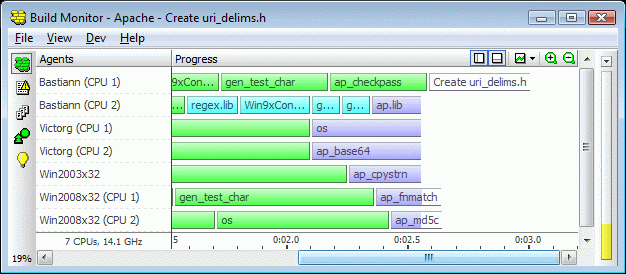 Build Monitor - Apache - Create uri_delims.h
File View Dev Help
Agents Progress
Bastiann (CPU 1) 9xCon... gen_test_char ap_checkpass Create uri_delims.h
Bastiann (CPU 2) regex.lib Win9xCon... g... g... ap.lib
Victorg (CPU 1) os
Victorg (CPU 2) ap_base64
Win2003x32 ap_cpystrn
Win2008x32 (CPU 1) gen_test_char ap_fnmatch
Win2008x32 (CPU 2) os ap_md5c
7 CPUs, 14.1 GHz 5 0:02.0 0:02.5 0:03.0
19%